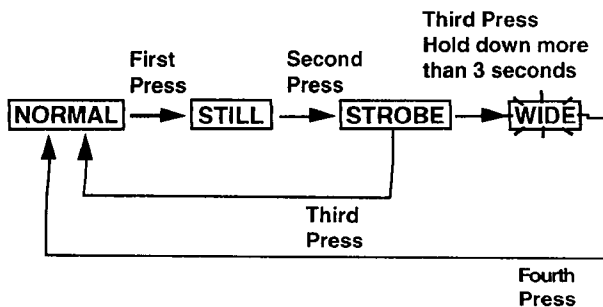 Third Press
Hold down more
than 3 seconds
First
Press
Second
Press
NORMAL
STILL
STROBE
WIDE
Third
Press
Fourth
Press